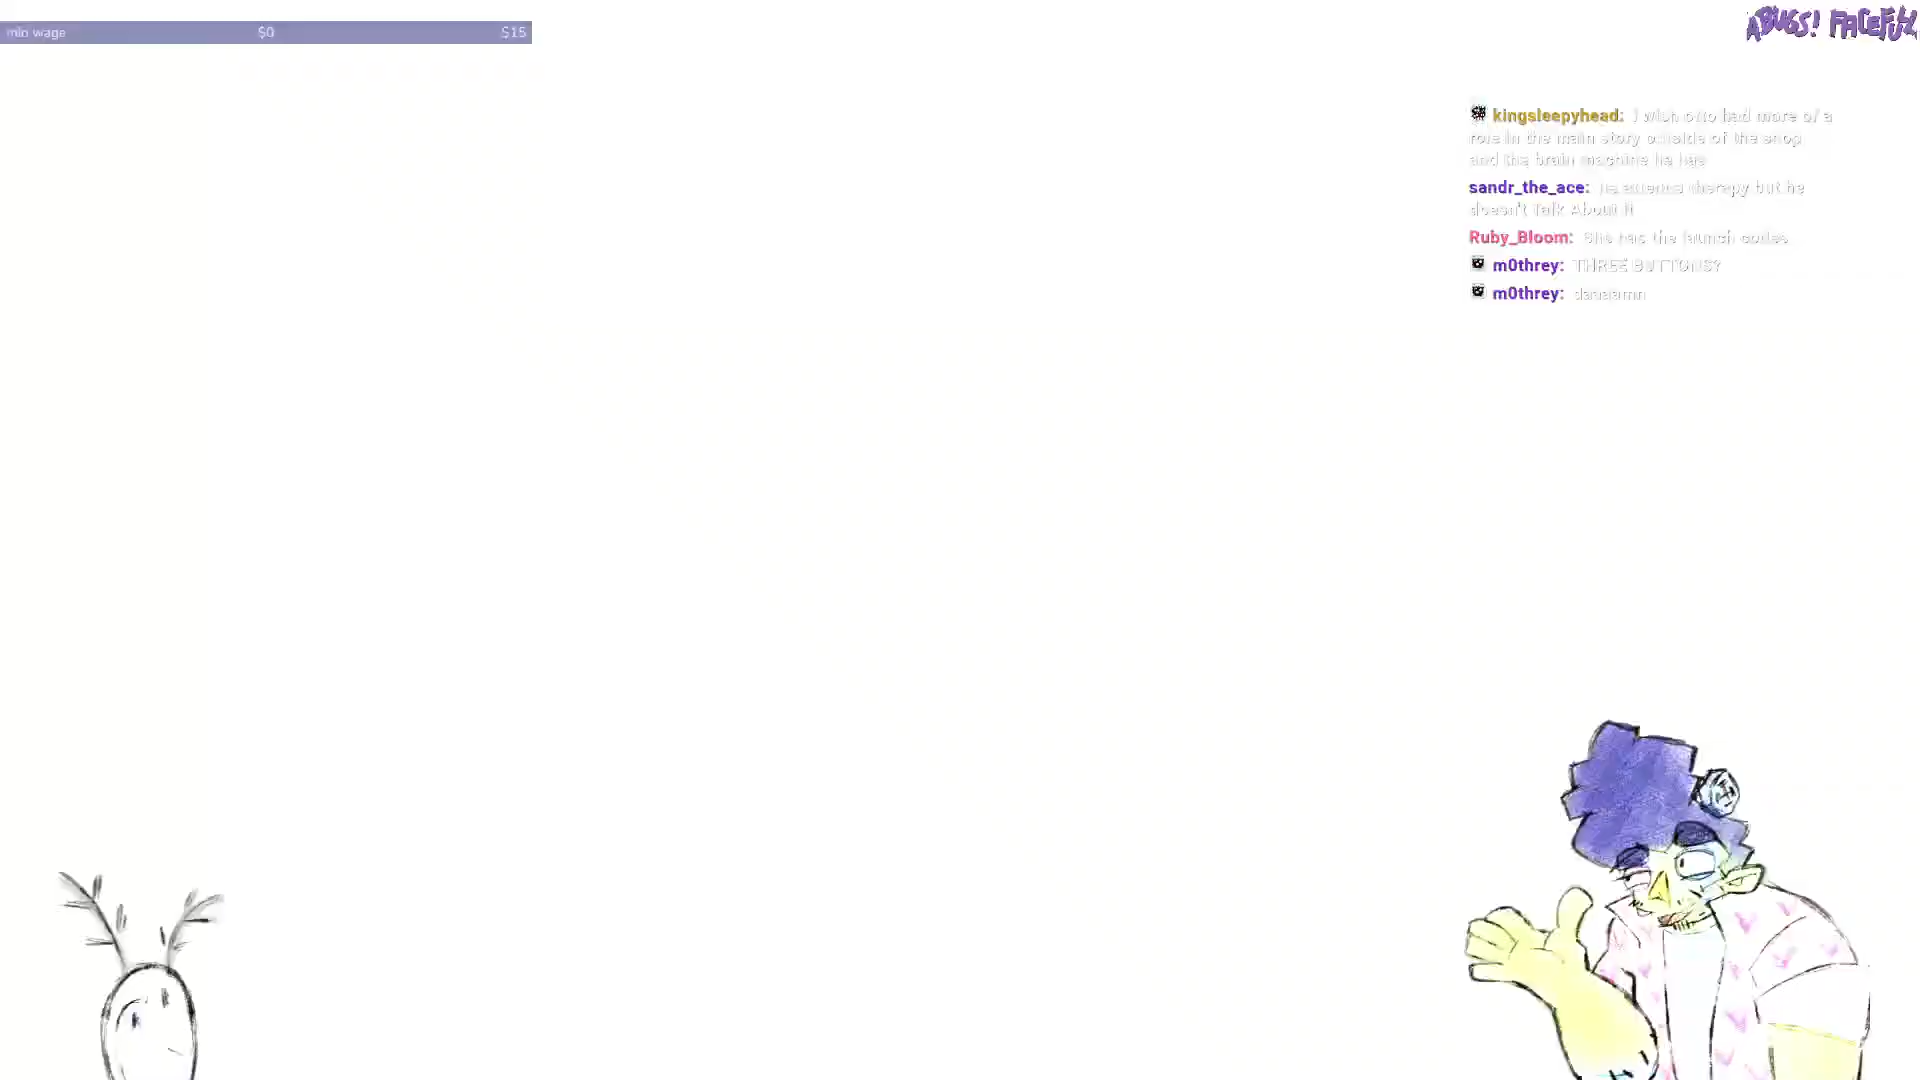 min wage $0 $15
A BUGS! FACEFUL
kingsleepyhead: I wish otto had more of a
role in the main story outside of the shop
and the brain machine he has
sandr_the_ace: he attends therapy but he
doesn't Talk About It
Ruby_Bloom: She has the launch codes
m0threy: THREE BUTTONS?
m0threy: daaaamn